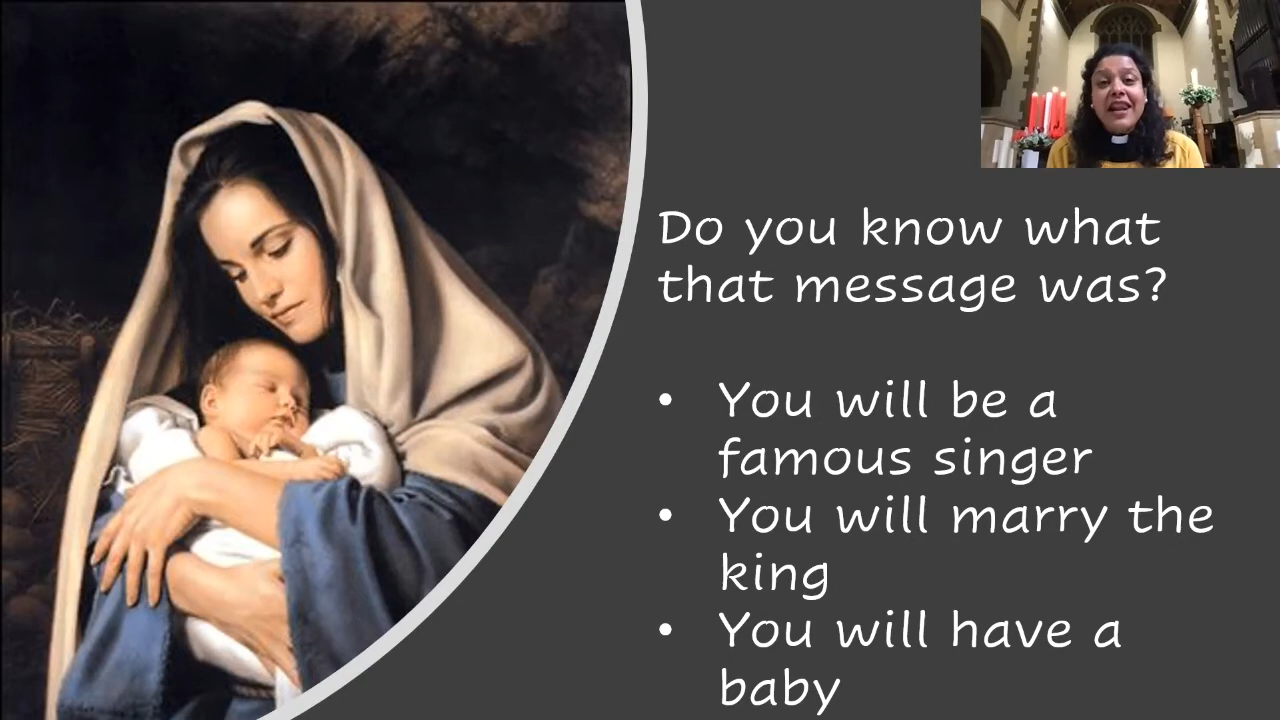 Do you know what
that message was?
• You will be a
famous singer
• You will marry the
king
• You will have a
baby